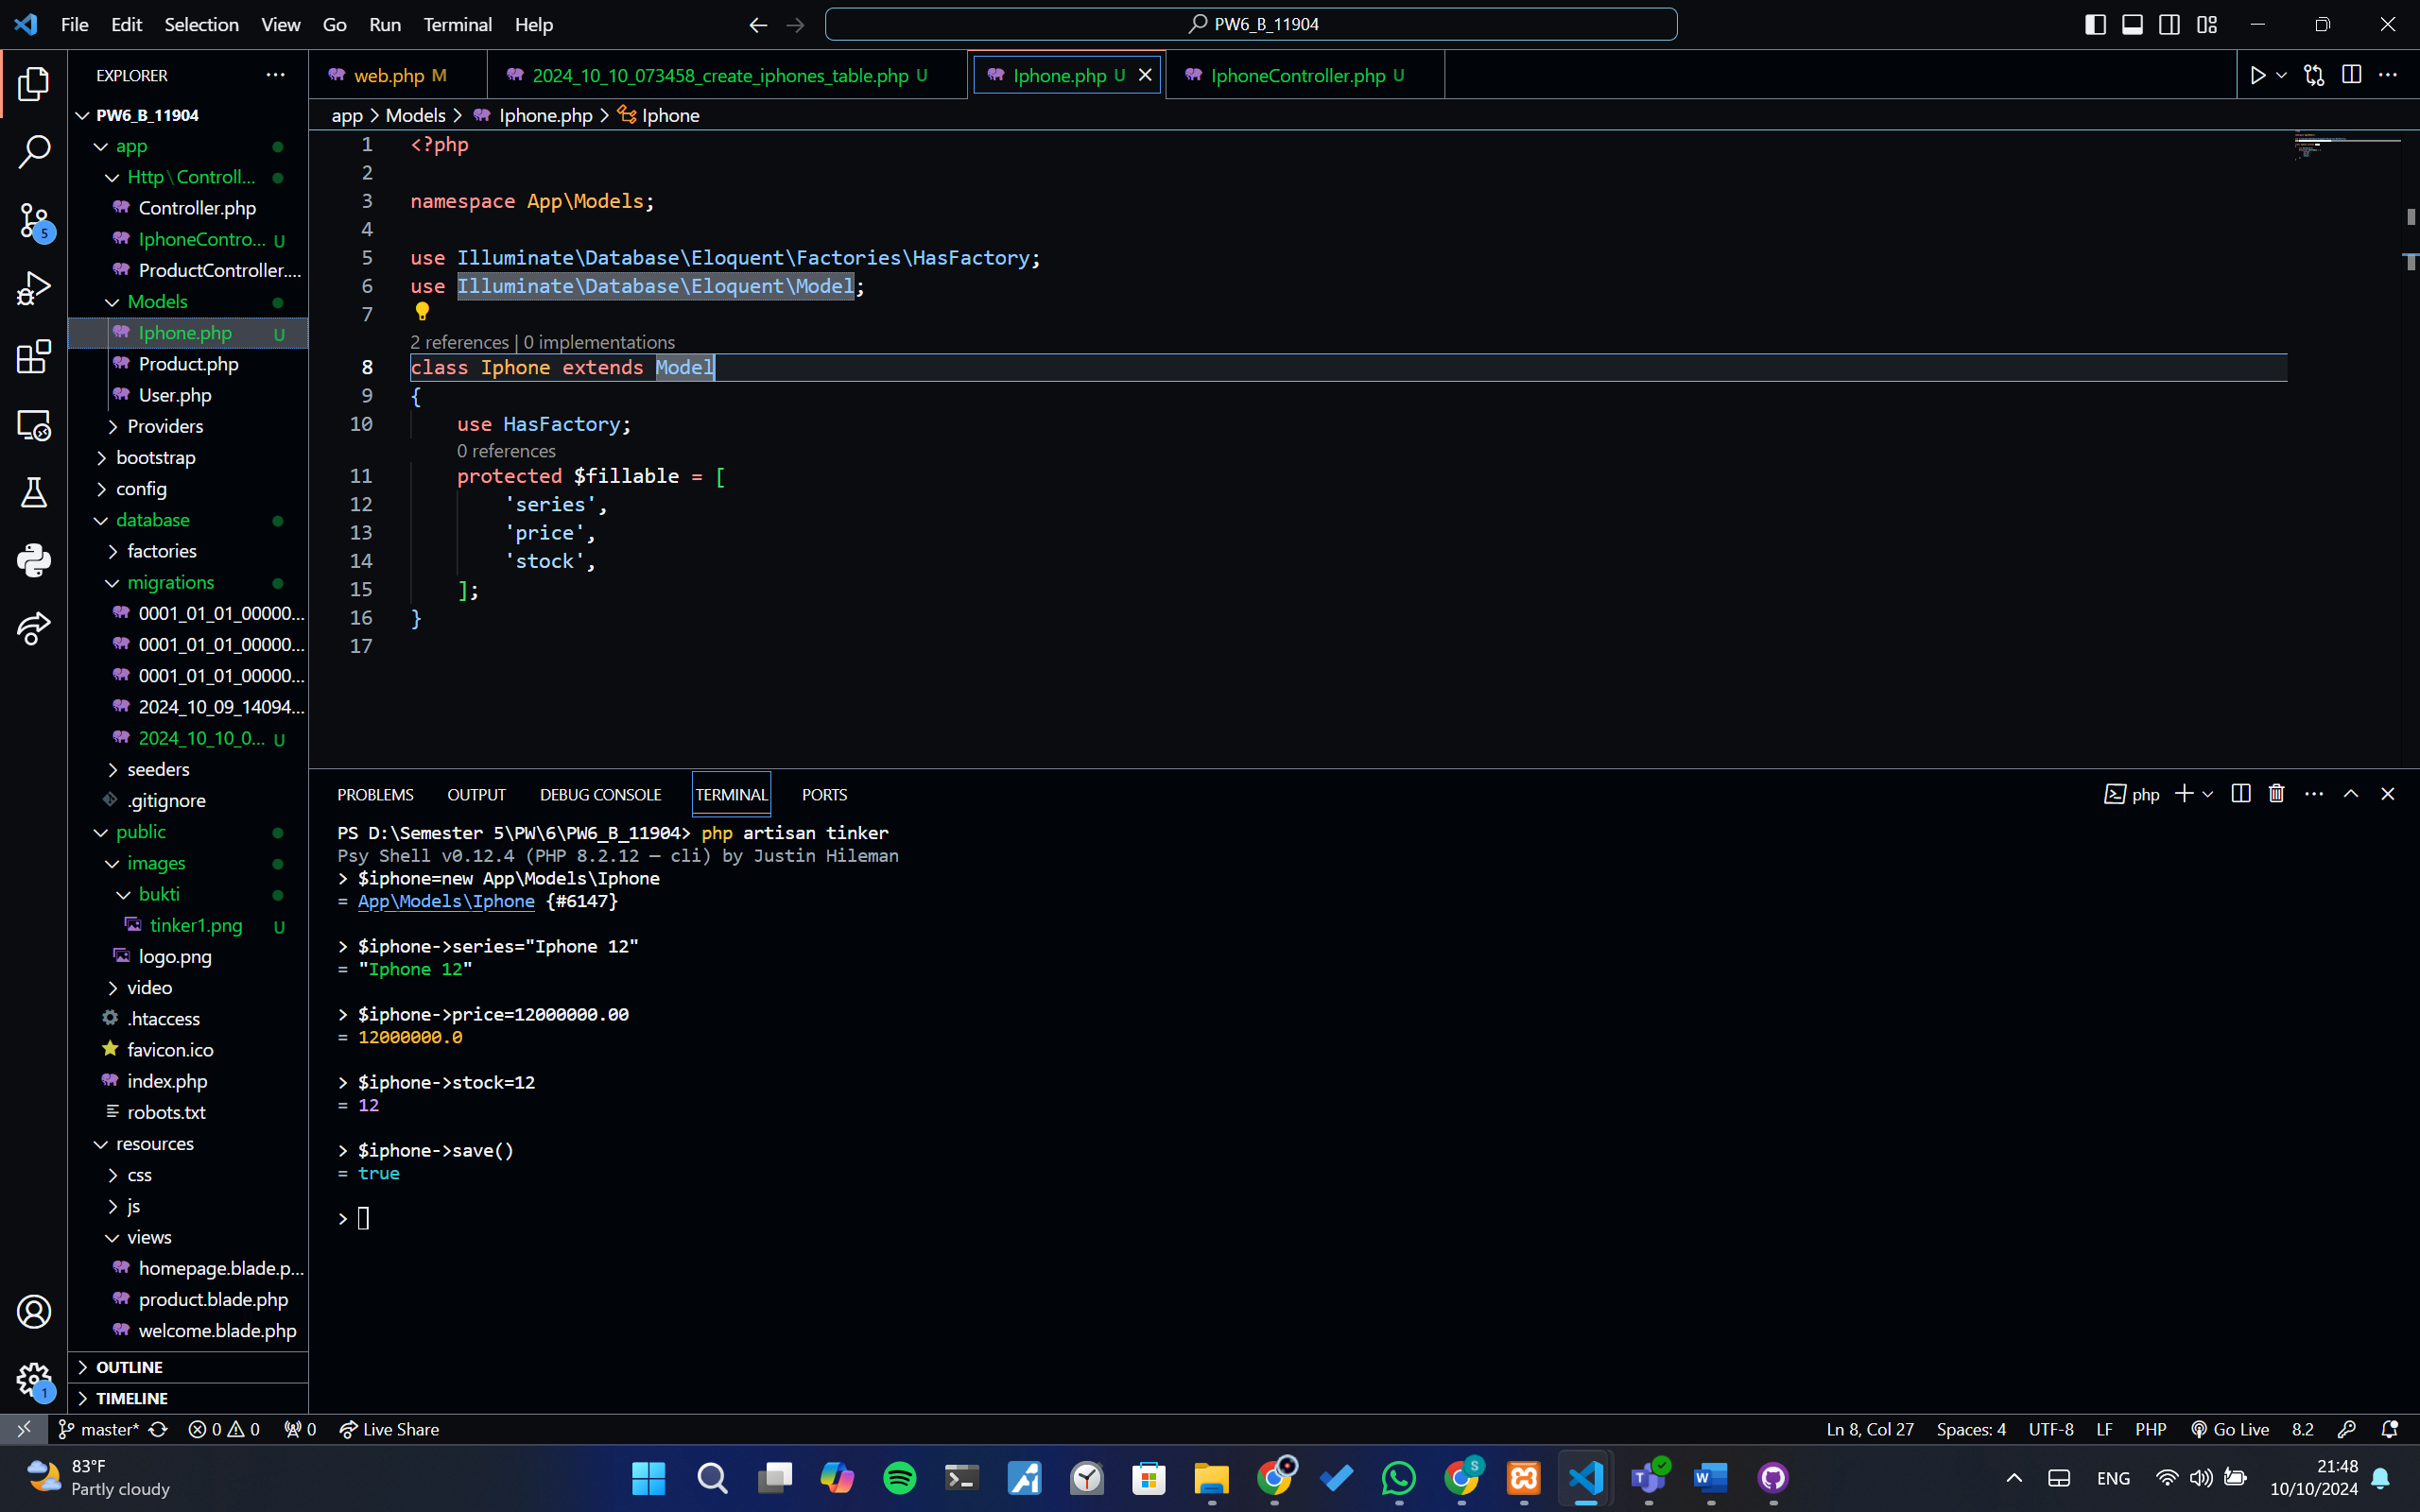 File Edit Selection View Go Run Terminal Help
PW6_B_11904
EXPLORER
PW6_B_11904
app
Http\Controll...
Controller.php
IphoneContro... U
ProductController....
Models
Iphone.php U
Product.php
User.php
Providers
bootstrap
config
database
factories
migrations
0001_01_01_00000...
0001_01_01_00000...
0001_01_01_00000...
2024_10_09_14094...
2024_10_10_0... U
seeders
.gitignore
public
images
bukti
tinker1.png U
logo.png
video
.htaccess
favicon.ico
index.php
robots.txt
resources
css
js
views
homepage.blade.p...
product.blade.php
welcome.blade.php
OUTLINE
TIMELINE
web.php M
2024_10_10_073458_create_iphones_table.php U
Iphone.php U
IphoneController.php U
app > Models > Iphone.php > Iphone
1 <?php
2
3 namespace App\Models;
4
5 use Illuminate\Database\Eloquent\Factories\HasFactory;
6 use Illuminate\Database\Eloquent\Model;
7
2 references | 0 implementations
8 class Iphone extends Model
9 {
10 use HasFactory;
0 references
11 protected $fillable = [
12 'series',
13 'price',
14 'stock',
15 ];
16 }
17
PROBLEMS OUTPUT DEBUG CONSOLE TERMINAL PORTS
php
PS D:\Semester 5\PW\6\PW6_B_11904> php artisan tinker
Psy Shell v0.12.4 (PHP 8.2.12 — cli) by Justin Hileman
> $iphone=new App\Models\Iphone
= App\Models\Iphone {#6147}
> $iphone->series="Iphone 12"
= "Iphone 12"
> $iphone->price=12000000.00
= 12000000.0
> $iphone->stock=12
= 12
> $iphone->save()
= true
>
5
1
master* 0 0 0 Live Share
Ln 8, Col 27 Spaces: 4 UTF-8 LF PHP Go Live 8.2
83°F
Partly cloudy
S
ENG
21:48
10/10/2024